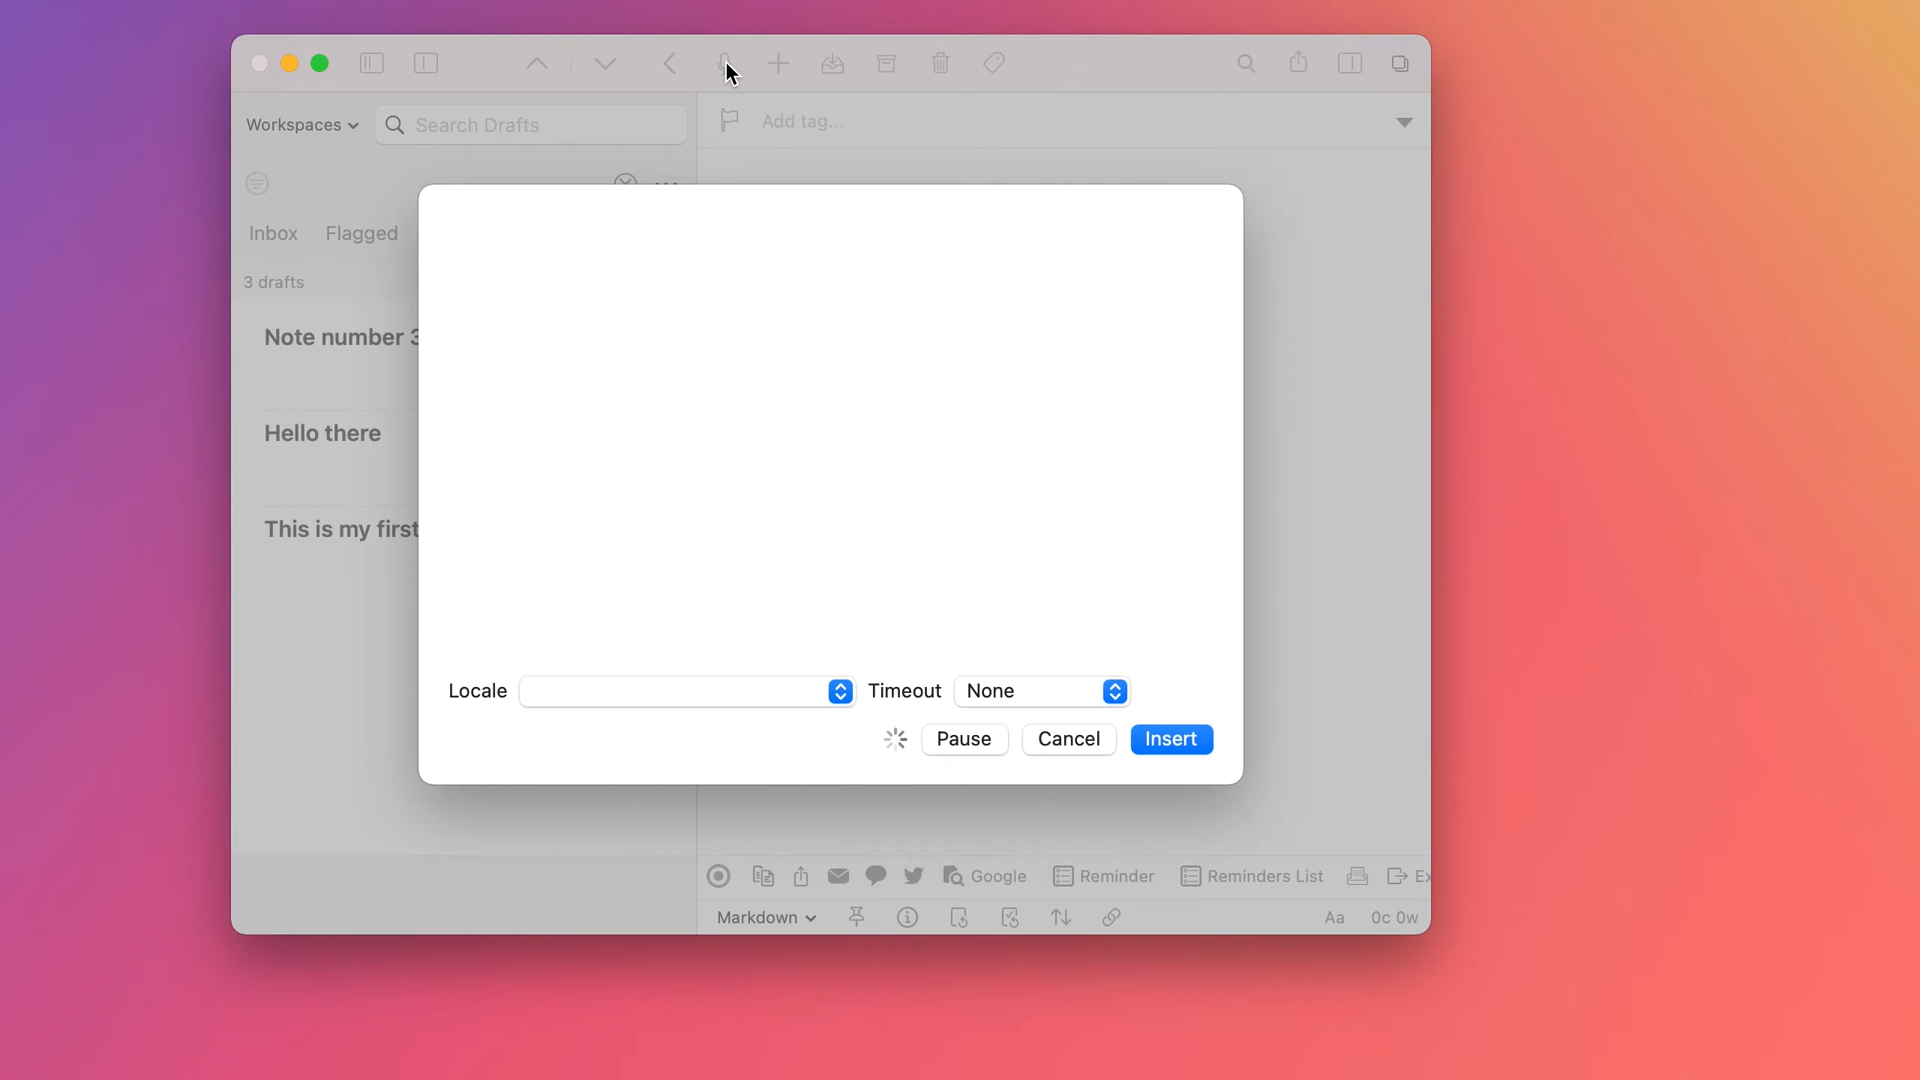 Workspaces
Search Drafts
Add tag...
Inbox Flagged
3 drafts
Note number 3
Hello there
This is my first
Locale
Timeout None
Pause Cancel Insert
Google Reminder Reminders List Ex
Markdown Aa 0c 0w